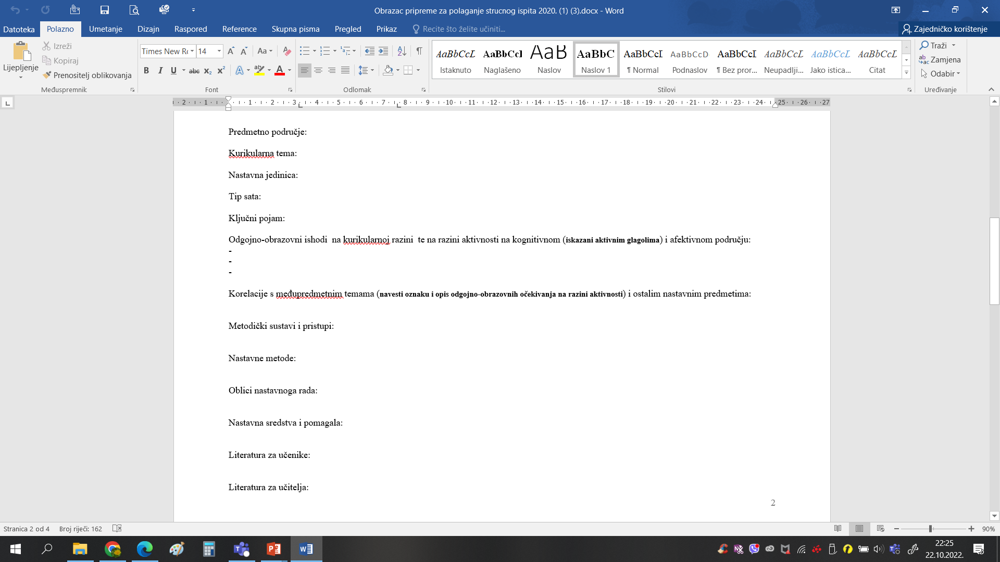 Obrazac pripreme za polaganje strucnog ispita 2020. (1) (3).docx - Word
Datoteka Polazno Umetanje Dizajn Raspored Reference Skupna pisma Pregled Prikaz Recite što želite učiniti... Zajedničko korištenje
Lijepljenje
Izreži
Kopiraj
Prenositelj oblikovanja
Međuspremnik
Times New Rc 14
Font
Odlomak
AaBbCcL AaBbCcI AaB AaBbC AaBbCcI AaBbCcD AaBbCcI AaBbCcL AaBbCcL AaBbCcL
Istaknuto Naglašeno Naslov Naslov 1 ¶ Normal Podnaslov ¶ Bez pror... Neupadlji... Jako istica... Citat
Stilovi
Traži
Zamjena
Odabir
Uređivanje
2 1 1 2 3 4 5 6 7 8 9 10 11 12 13 14 15 16 17 18 19 20 21 22 23 24 25 26 27
Predmetno područje:
Kurikularna tema:
Nastavna jedinica:
Tip sata:
Ključni pojam:
Odgojno-obrazovni ishodi  na kurikularnoj razini  te na razini aktivnosti na kognitivnom (iskazani aktivnim glagolima) i afektivnom području:
-
-
-
Korelacije s međupredmetnim temama (navesti oznaku i opis odgojno-obrazovnih očekivanja na razini aktivnosti) i ostalim nastavnim predmetima:
Metodički sustavi i pristupi:
Nastavne metode:
Oblici nastavnoga rada:
Nastavna sredstva i pomagala:
Literatura za učenike:
Literatura za učitelja:
2
Stranica 2 od 4 Broj riječi: 162 90%
22:25
22.10.2022.